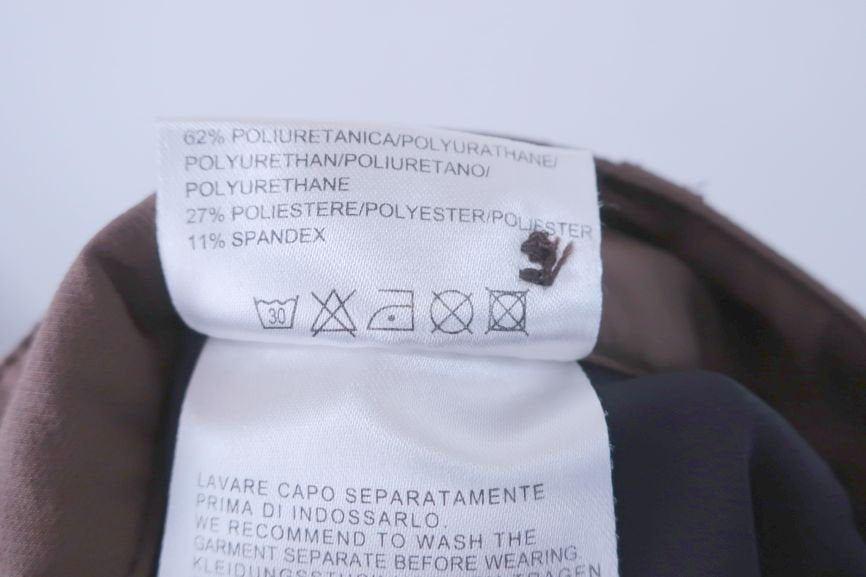 62% POLIURETANICA/POLYURATHANE/
POLYURETHAN/POLIURETANO/
POLYURETHANE
27% POLIESTERE/POLYESTER/POLIESTER
11% SPANDEX
30
LAVARE CAPO SEPARATAMENTE
PRIMA DI INDOSSARLO.
WE RECOMMEND TO WASH THE
GARMENT SEPARATE BEFORE WEARING.
TRAGEN